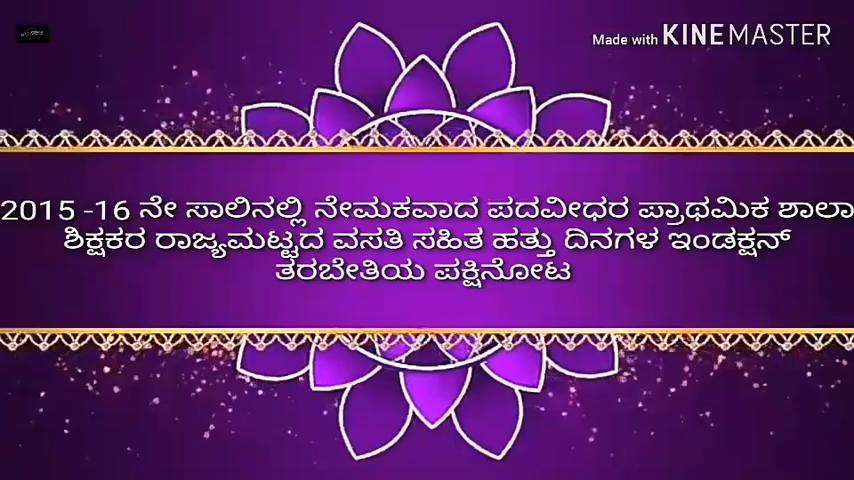 Made with KINEMASTER
2015 -16 ನೇ ಸಾಲಿನಲ್ಲಿ ನೇಮಕವಾದ ಪದವೀಧರ ಪ್ರಾಥಮಿಕ ಶಾಲಾ
ಶಿಕ್ಷಕರ ರಾಜ್ಯಮಟ್ಟದ ವಸತಿ ಸಹಿತ ಹತ್ತು ದಿನಗಳ ಇಂಡಕ್ಷನ್
ತರಬೇತಿಯ ಪಕ್ಷಿನೋಟ